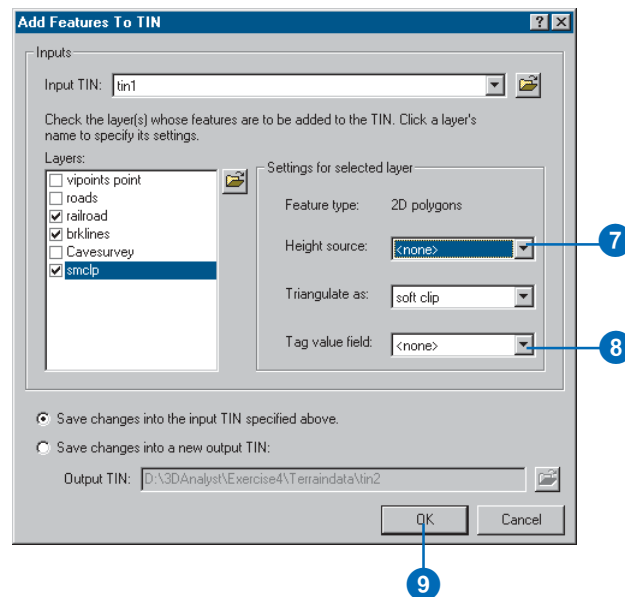 Add Features To TIN
Inputs
Input TIN: tin1
Check the layer(s) whose features are to be added to the TIN. Click a layer's
name to specify its settings.
Layers:
vipoints point
roads
railroad
brklines
Cavesurvey
smclp
Settings for selected layer
Feature type: 2D polygons
Height source: <none>
7
Triangulate as: soft clip
Tag value field: <none>
8
Save changes into the input TIN specified above.
Save changes into a new output TIN:
Output TIN: D:\3DAnalyst\Exercise4\Terraindata\tin2
OK Cancel
9